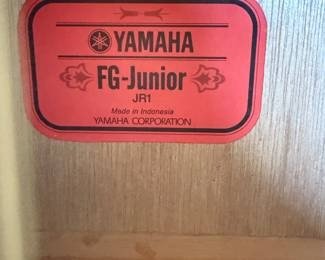 YAMAHA
FG-Junior
JR1
Made in Indonesia
YAMAHA CORPORATION